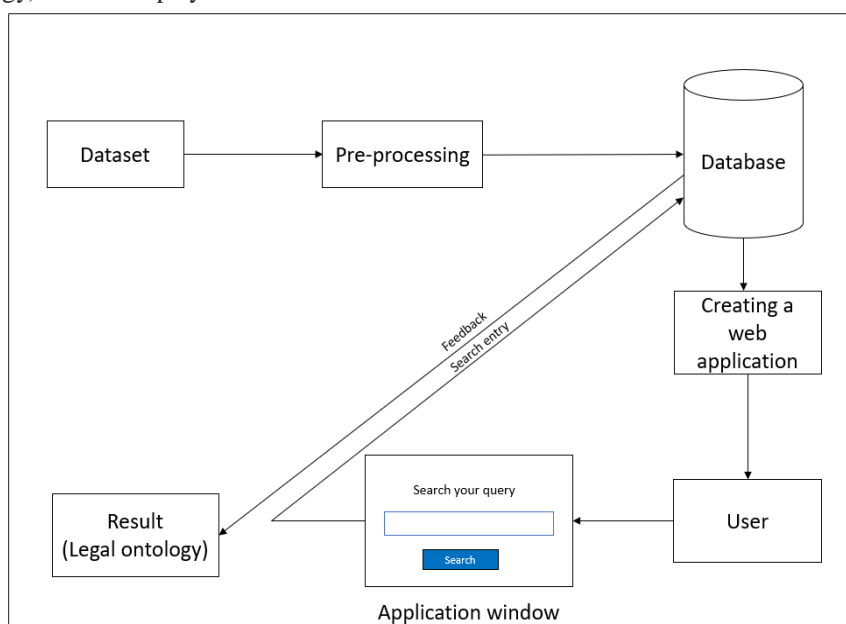 Dataset
Pre-processing
Database
Creating a
web
application
Feedback
Search entry
Search your query
Search
User
Result
(Legal ontology)
Application window